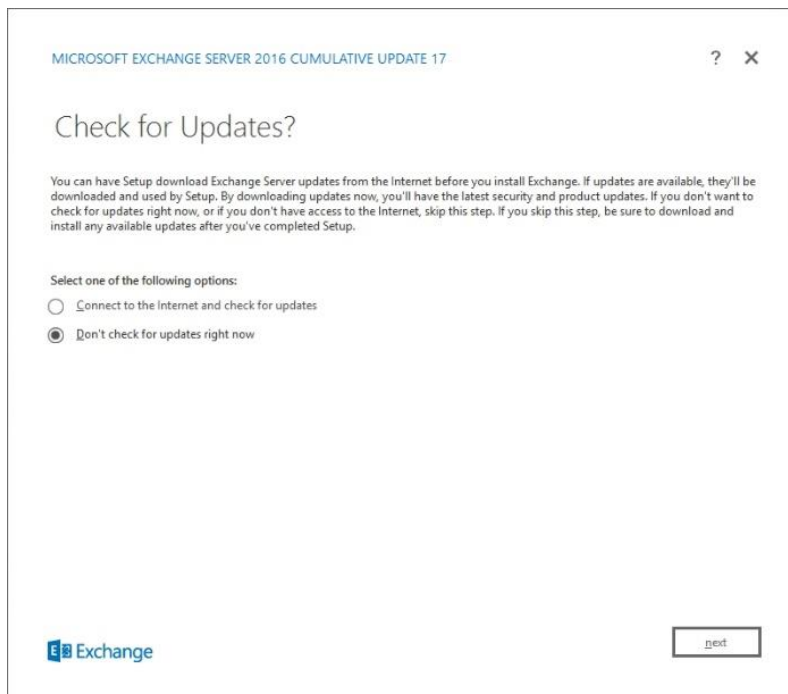 MICROSOFT EXCHANGE SERVER 2016 CUMULATIVE UPDATE 17
?
Check for Updates?
You can have Setup download Exchange Server updates from the Internet before you install Exchange. If updates are available, they'll be
downloaded and used by Setup. By downloading updates now, you'll have the latest security and product updates. If you don't want to
check for updates right now, or if you don't have access to the Internet, skip this step. If you skip this step, be sure to download and
install any available updates after you've completed Setup.
Select one of the following options:
Connect to the Internet and check for updates
Don't check for updates right now
Exchange
next